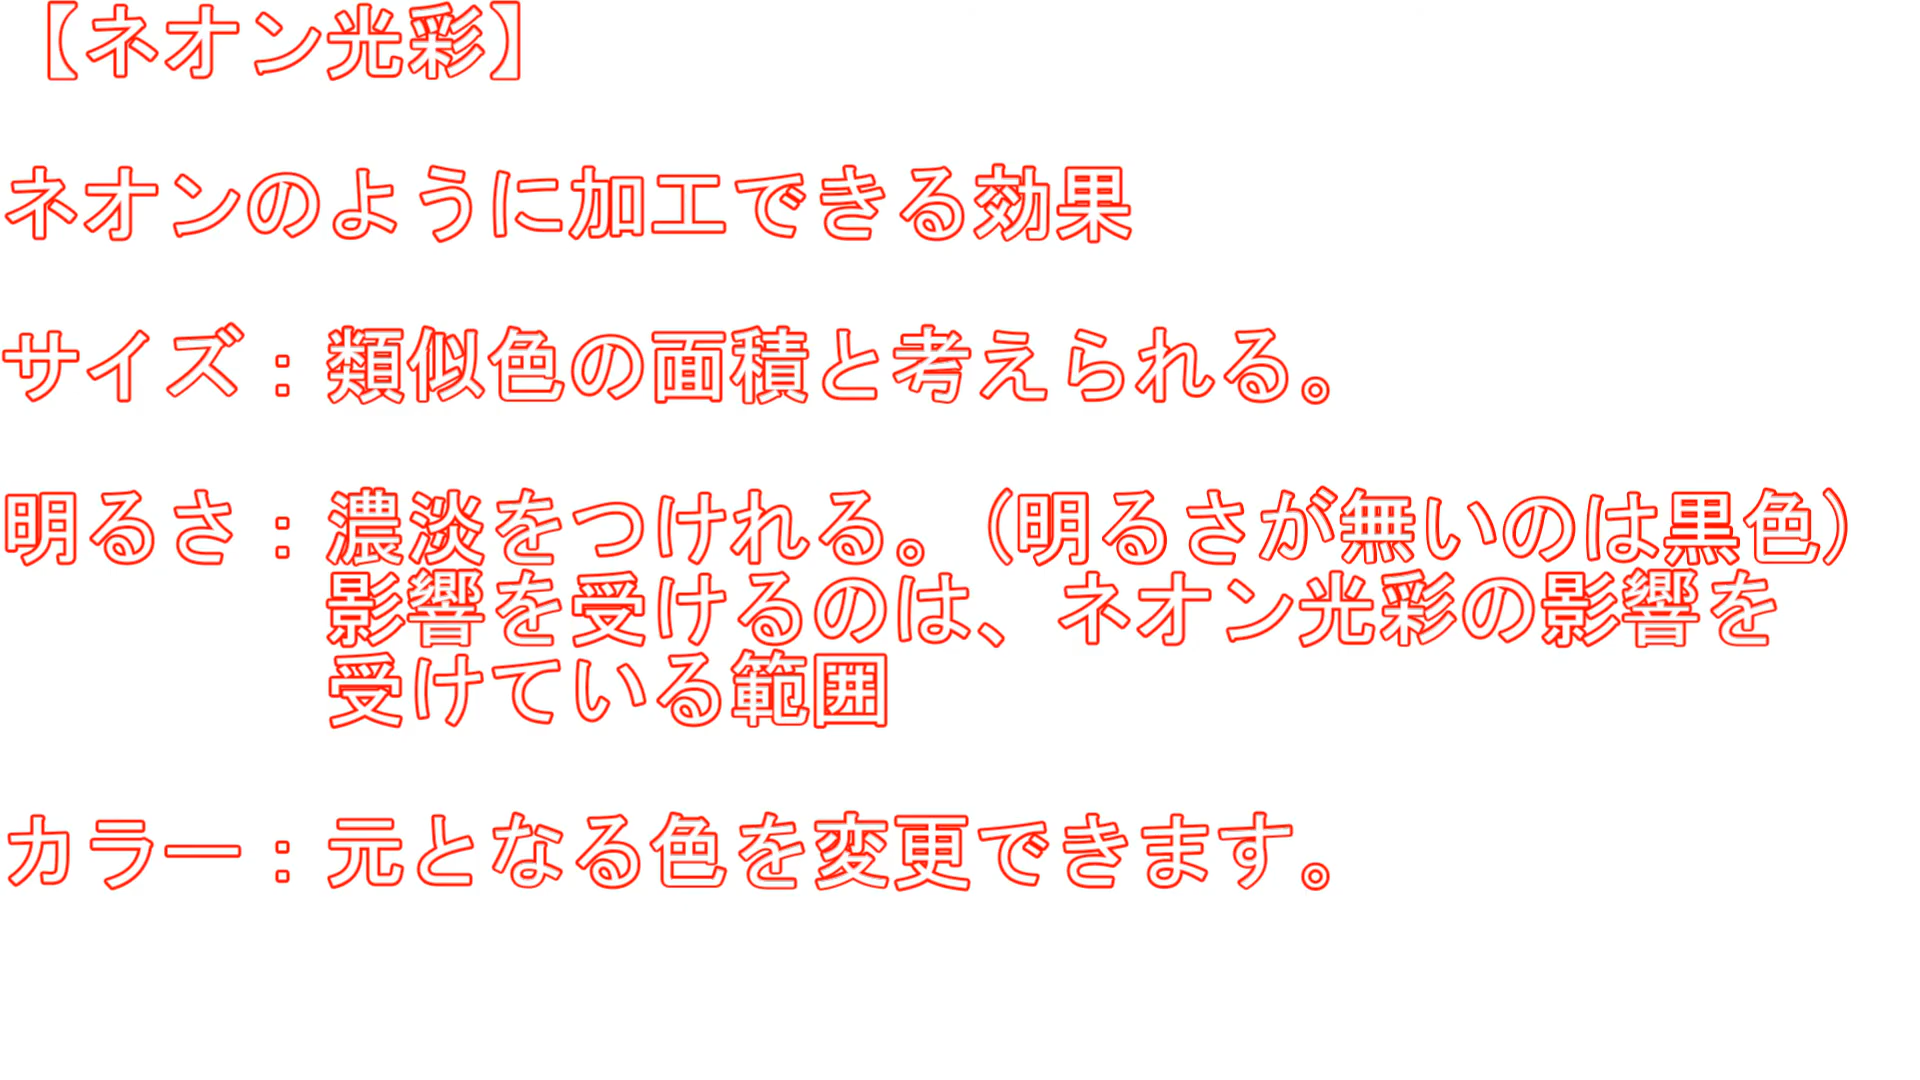 【ネオン光彩】
ネオンのように加工できる効果
サイズ：類似色の面積と考えられる。
明るさ：濃淡をつけれる。（明るさが無いのは黒色）
影響を受けるのは、ネオン光彩の影響を
受けている範囲
カラー：元となる色を変更できます。